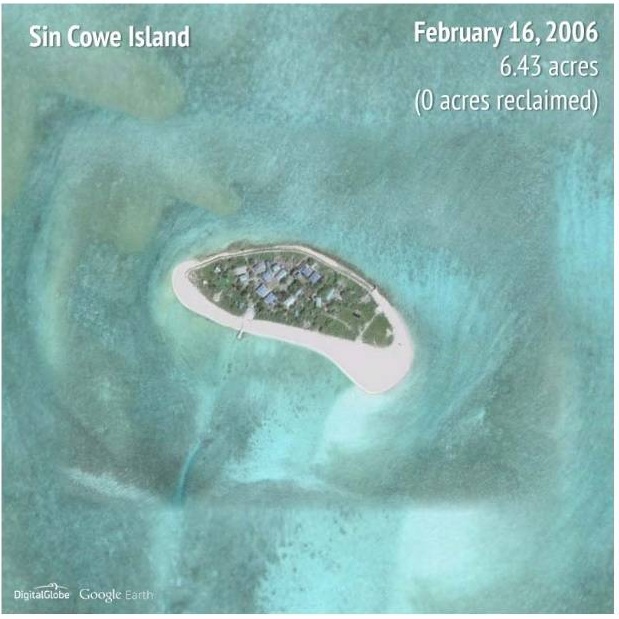 Sin Cowe Island
February 16, 2006
6.43 acres
(0 acres reclaimed)
DigitalGlobe Google Earth